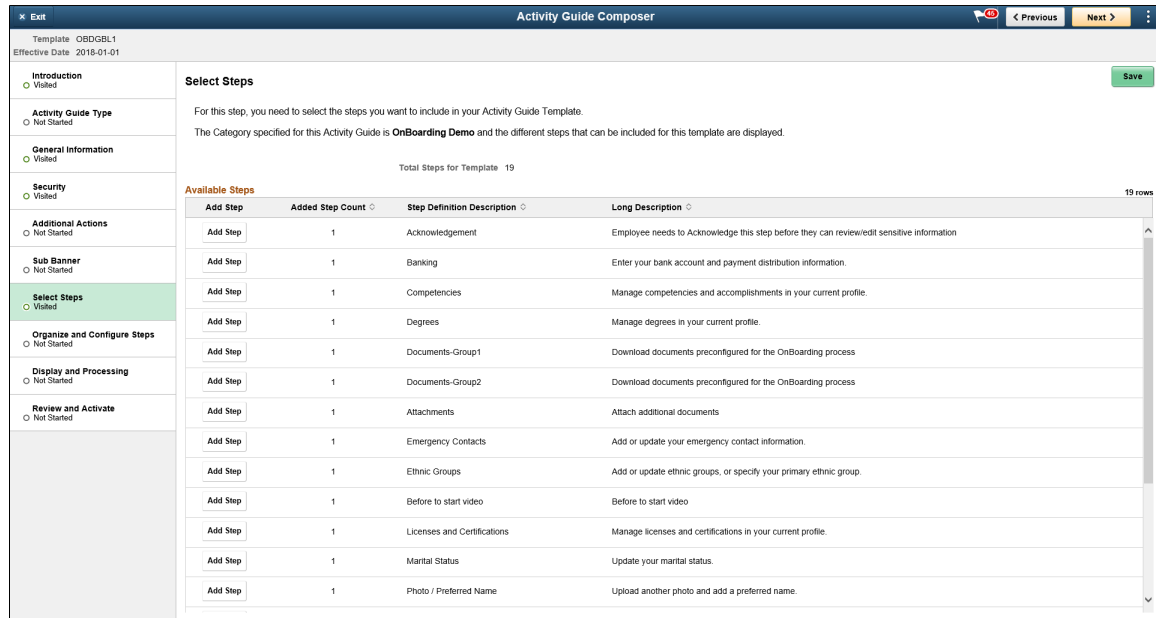 × Exit
Activity Guide Composer
46
Previous
Next
Template OBDGBL1
Effective Date 2018-01-01
Introduction
Visited
Activity Guide Type
Not Started
General Information
Visited
Security
Visited
Additional Actions
Not Started
Sub Banner
Not Started
Select Steps
Visited
Organize and Configure Steps
Not Started
Display and Processing
Not Started
Review and Activate
Not Started
Select Steps
Save
For this step, you need to select the steps you want to include in your Activity Guide Template.
The Category specified for this Activity Guide is OnBoarding Demo and the different steps that can be included for this template are displayed.
Total Steps for Template 19
Available Steps
19 rows
Add Step Added Step Count Step Definition Description Long Description
Add Step 1 Acknowledgement Employee needs to Acknowledge this step before they can review/edit sensitive information
Add Step 1 Banking Enter your bank account and payment distribution information.
Add Step 1 Competencies Manage competencies and accomplishments in your current profile.
Add Step 1 Degrees Manage degrees in your current profile.
Add Step 1 Documents-Group1 Download documents preconfigured for the OnBoarding process
Add Step 1 Documents-Group2 Download documents preconfigured for the OnBoarding process
Add Step 1 Attachments Attach additional documents
Add Step 1 Emergency Contacts Add or update your emergency contact information.
Add Step 1 Ethnic Groups Add or update ethnic groups, or specify your primary ethnic group.
Add Step 1 Before to start video Before to start video
Add Step 1 Licenses and Certifications Manage licenses and certifications in your current profile.
Add Step 1 Marital Status Update your marital status.
Add Step 1 Photo / Preferred Name Upload another photo and add a preferred name.